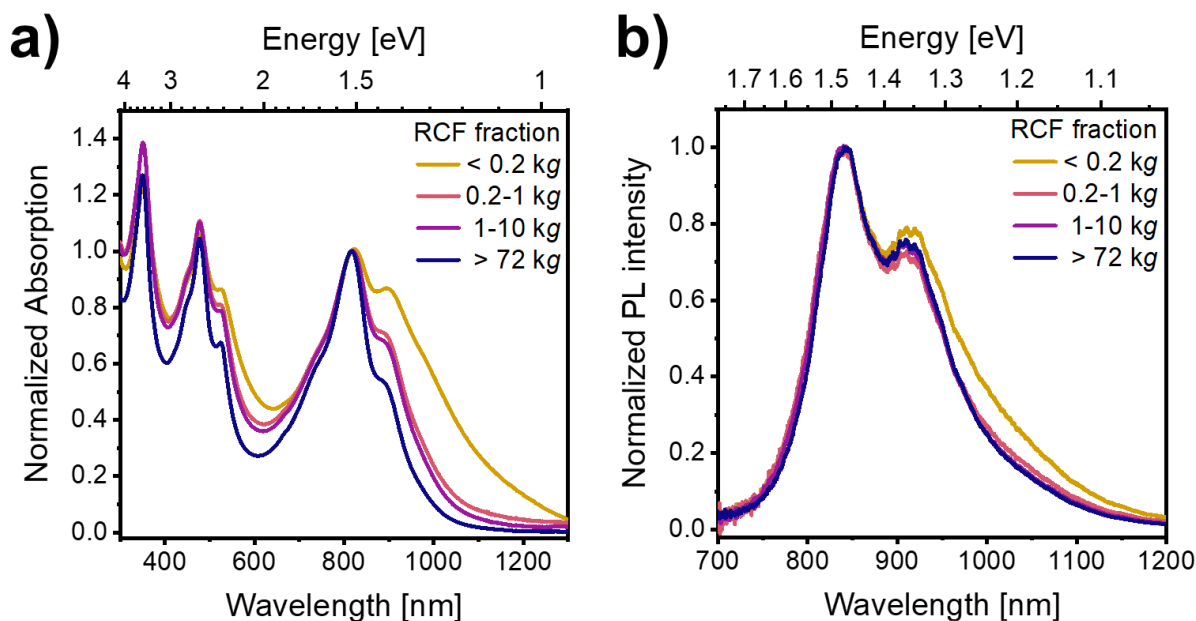 a)
Energy [eV]
4 3 2 1.5 1
Normalized Absorption
1.4
1.2
1.0
0.8
0.6
0.4
0.2
0.0
RCF fraction
< 0.2 kg
0.2-1 kg
1-10 kg
> 72 kg
400 600 800 1000 1200
Wavelength [nm]
b)
Energy [eV]
1.7 1.6 1.5 1.4 1.3 1.2 1.1
Normalized PL intensity
1.0
0.8
0.6
0.4
0.2
0.0
RCF fraction
< 0.2 kg
0.2-1 kg
1-10 kg
> 72 kg
700 800 900 1000 1100 1200
Wavelength [nm]